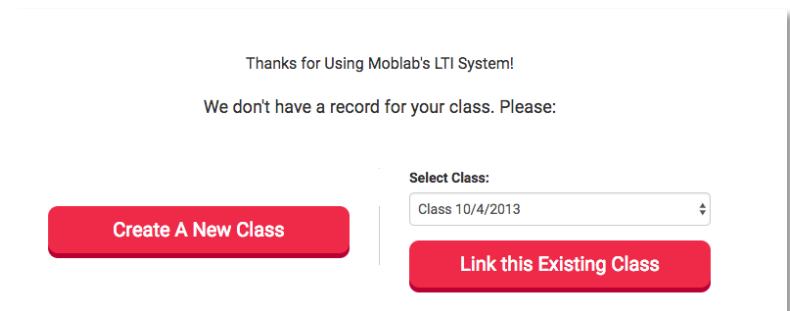 Thanks for Using Moblab's LTI System!
We don't have a record for your class. Please:
Create A New Class
Select Class:
Class 10/4/2013
Link this Existing Class